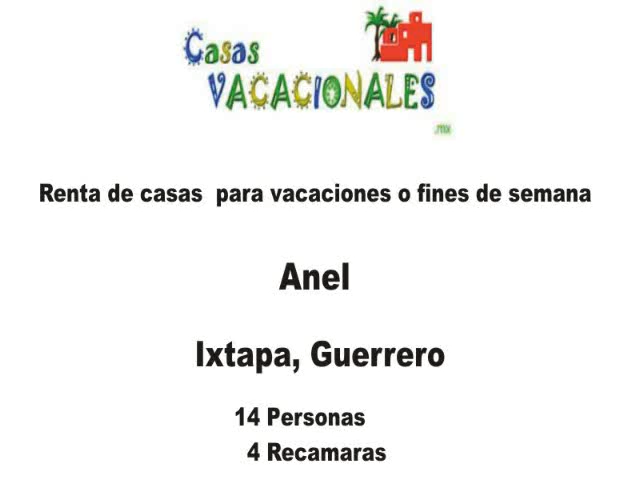 Casas
VACACIONALES
.mx
Renta de casas para vacaciones o fines de semana
Anel
Ixtapa, Guerrero
14 Personas
4 Recamaras